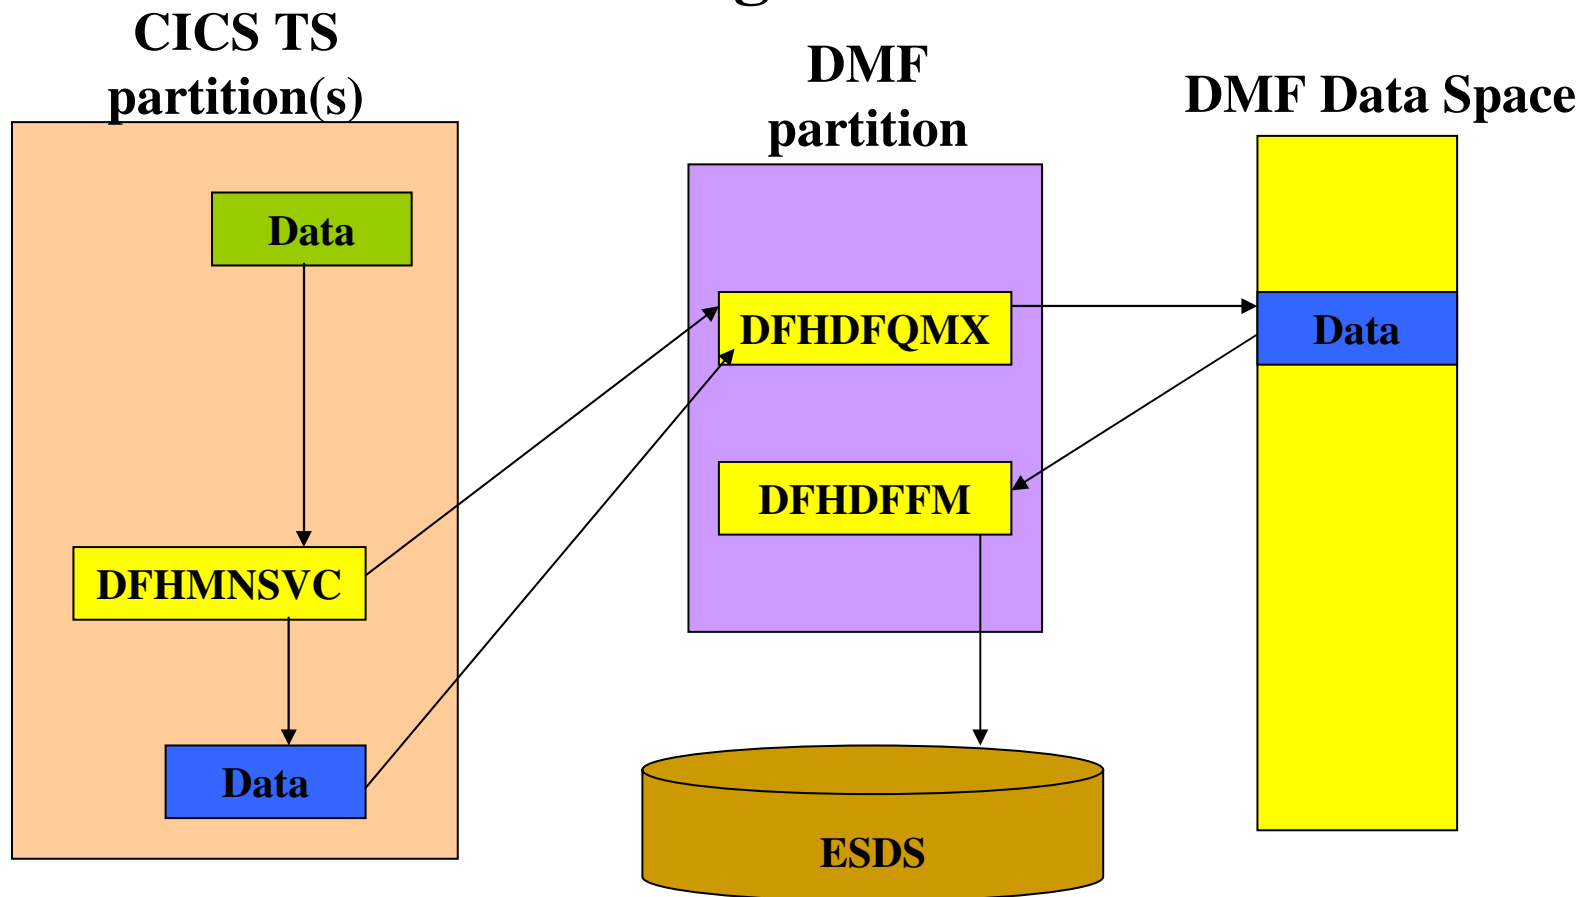 CICS TS
partition(s)
DMF
partition
DMF Data Space
Data
DFHDFQMX
Data
DFHDFFM
DFHMNSVC
Data
ESDS